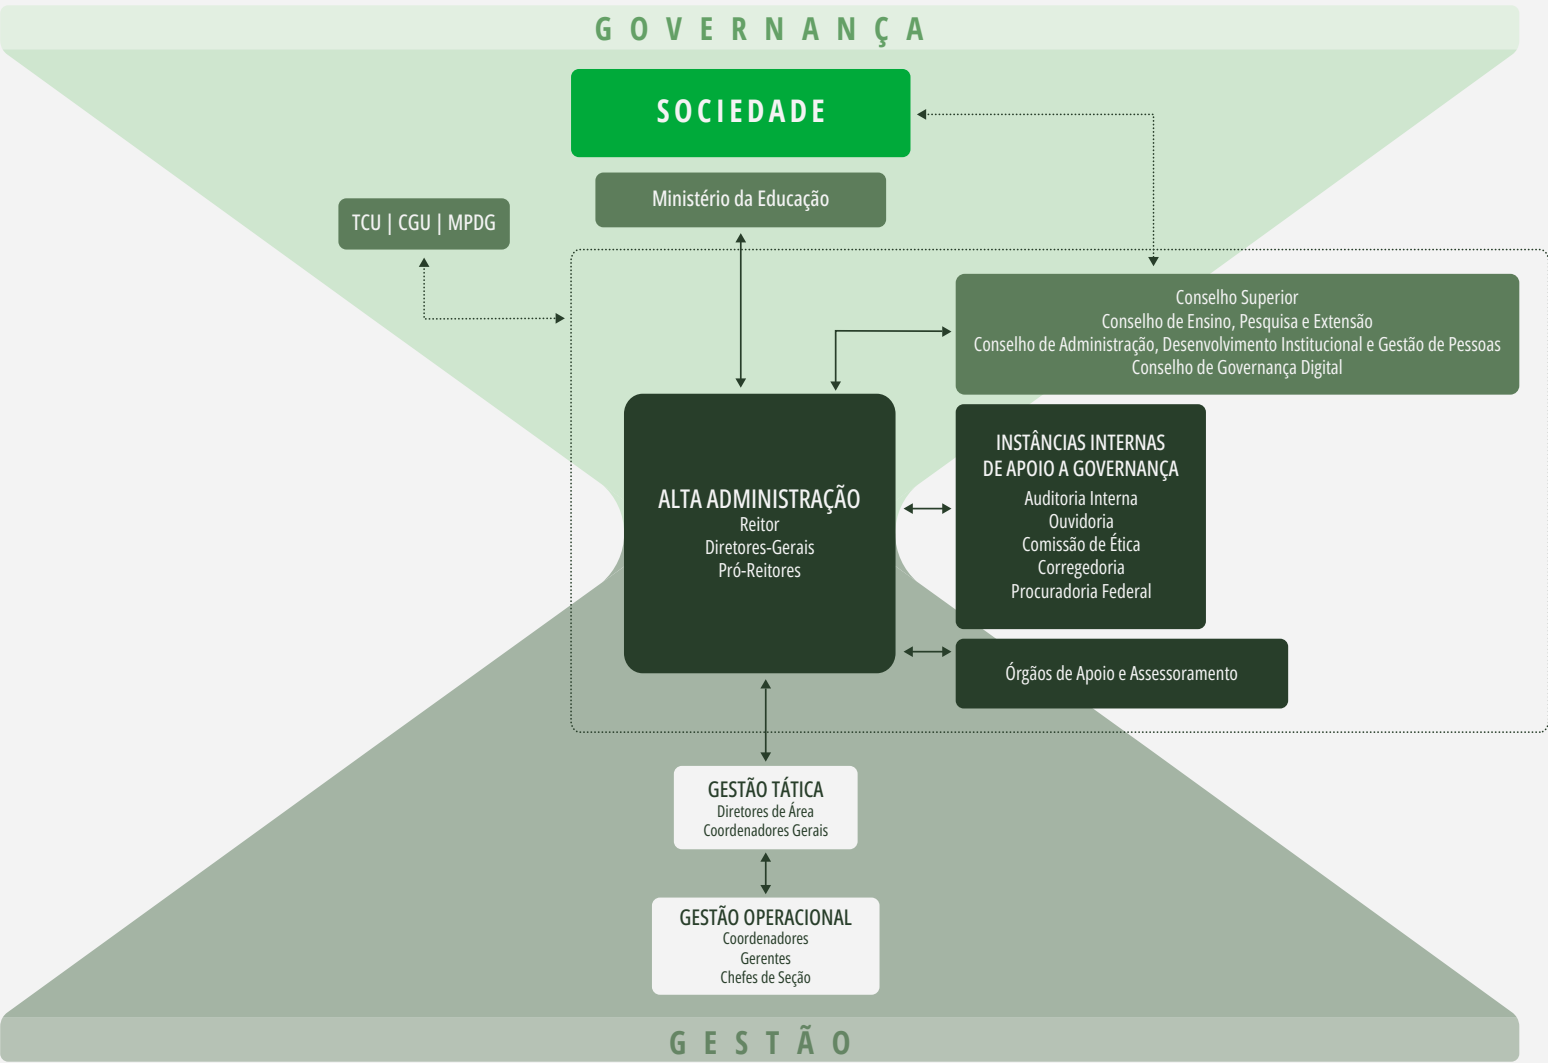 GOVERNANÇA
SOCIEDADE
Ministério da Educação
TCU | CGU | MPDG
Conselho Superior
Conselho de Ensino, Pesquisa e Extensão
Conselho de Administração, Desenvolvimento Institucional e Gestão de Pessoas
Conselho de Governança Digital
ALTA ADMINISTRAÇÃO
Reitor
Diretores-Gerais
Pró-Reitores
INSTÂNCIAS INTERNAS
DE APOIO A GOVERNANÇA
Auditoria Interna
Ouvidoria
Comissão de Ética
Corregedoria
Procuradoria Federal
Órgãos de Apoio e Assessoramento
GESTÃO TÁTICA
Diretores de Área
Coordenadores Gerais
GESTÃO OPERACIONAL
Coordenadores
Gerentes
Chefes de Seção
GESTÃO